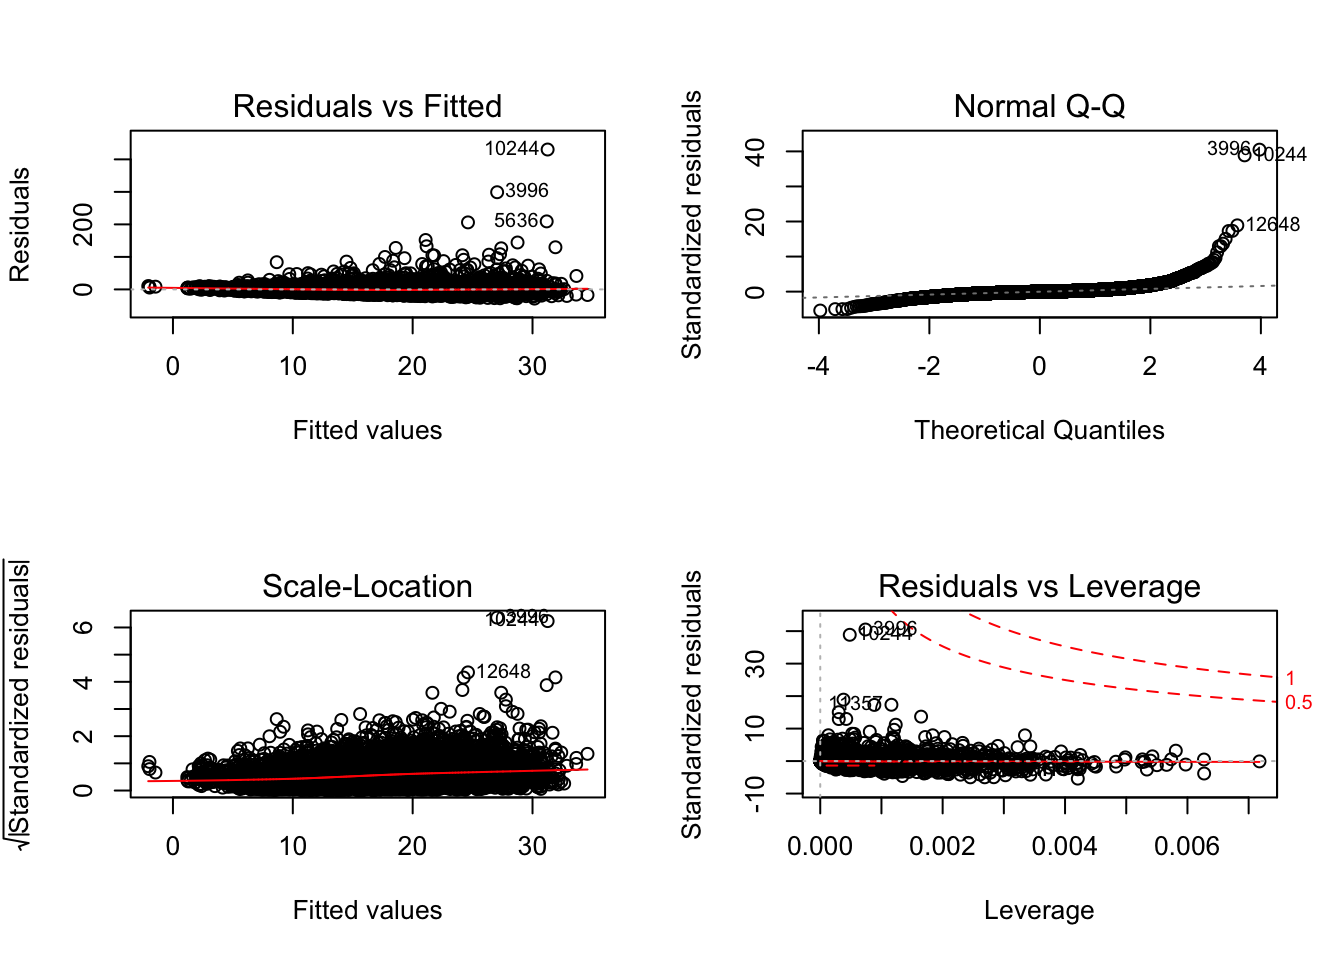 Residuals vs Fitted
Residuals
200
0
10244
3996
5636
0 10 20 30
Fitted values
Normal Q-Q
Standardized residuals
40
20
0
3996
10244
12648
-4 -2 0 2 4
Theoretical Quantiles
Scale-Location
√|Standardized residuals|
6
4
2
0
3996
10244
12648
0 10 20 30
Fitted values
Residuals vs Leverage
Standardized residuals
30
10
-10
3996
10244
11357
1
0.5
0.000 0.002 0.004 0.006
Leverage